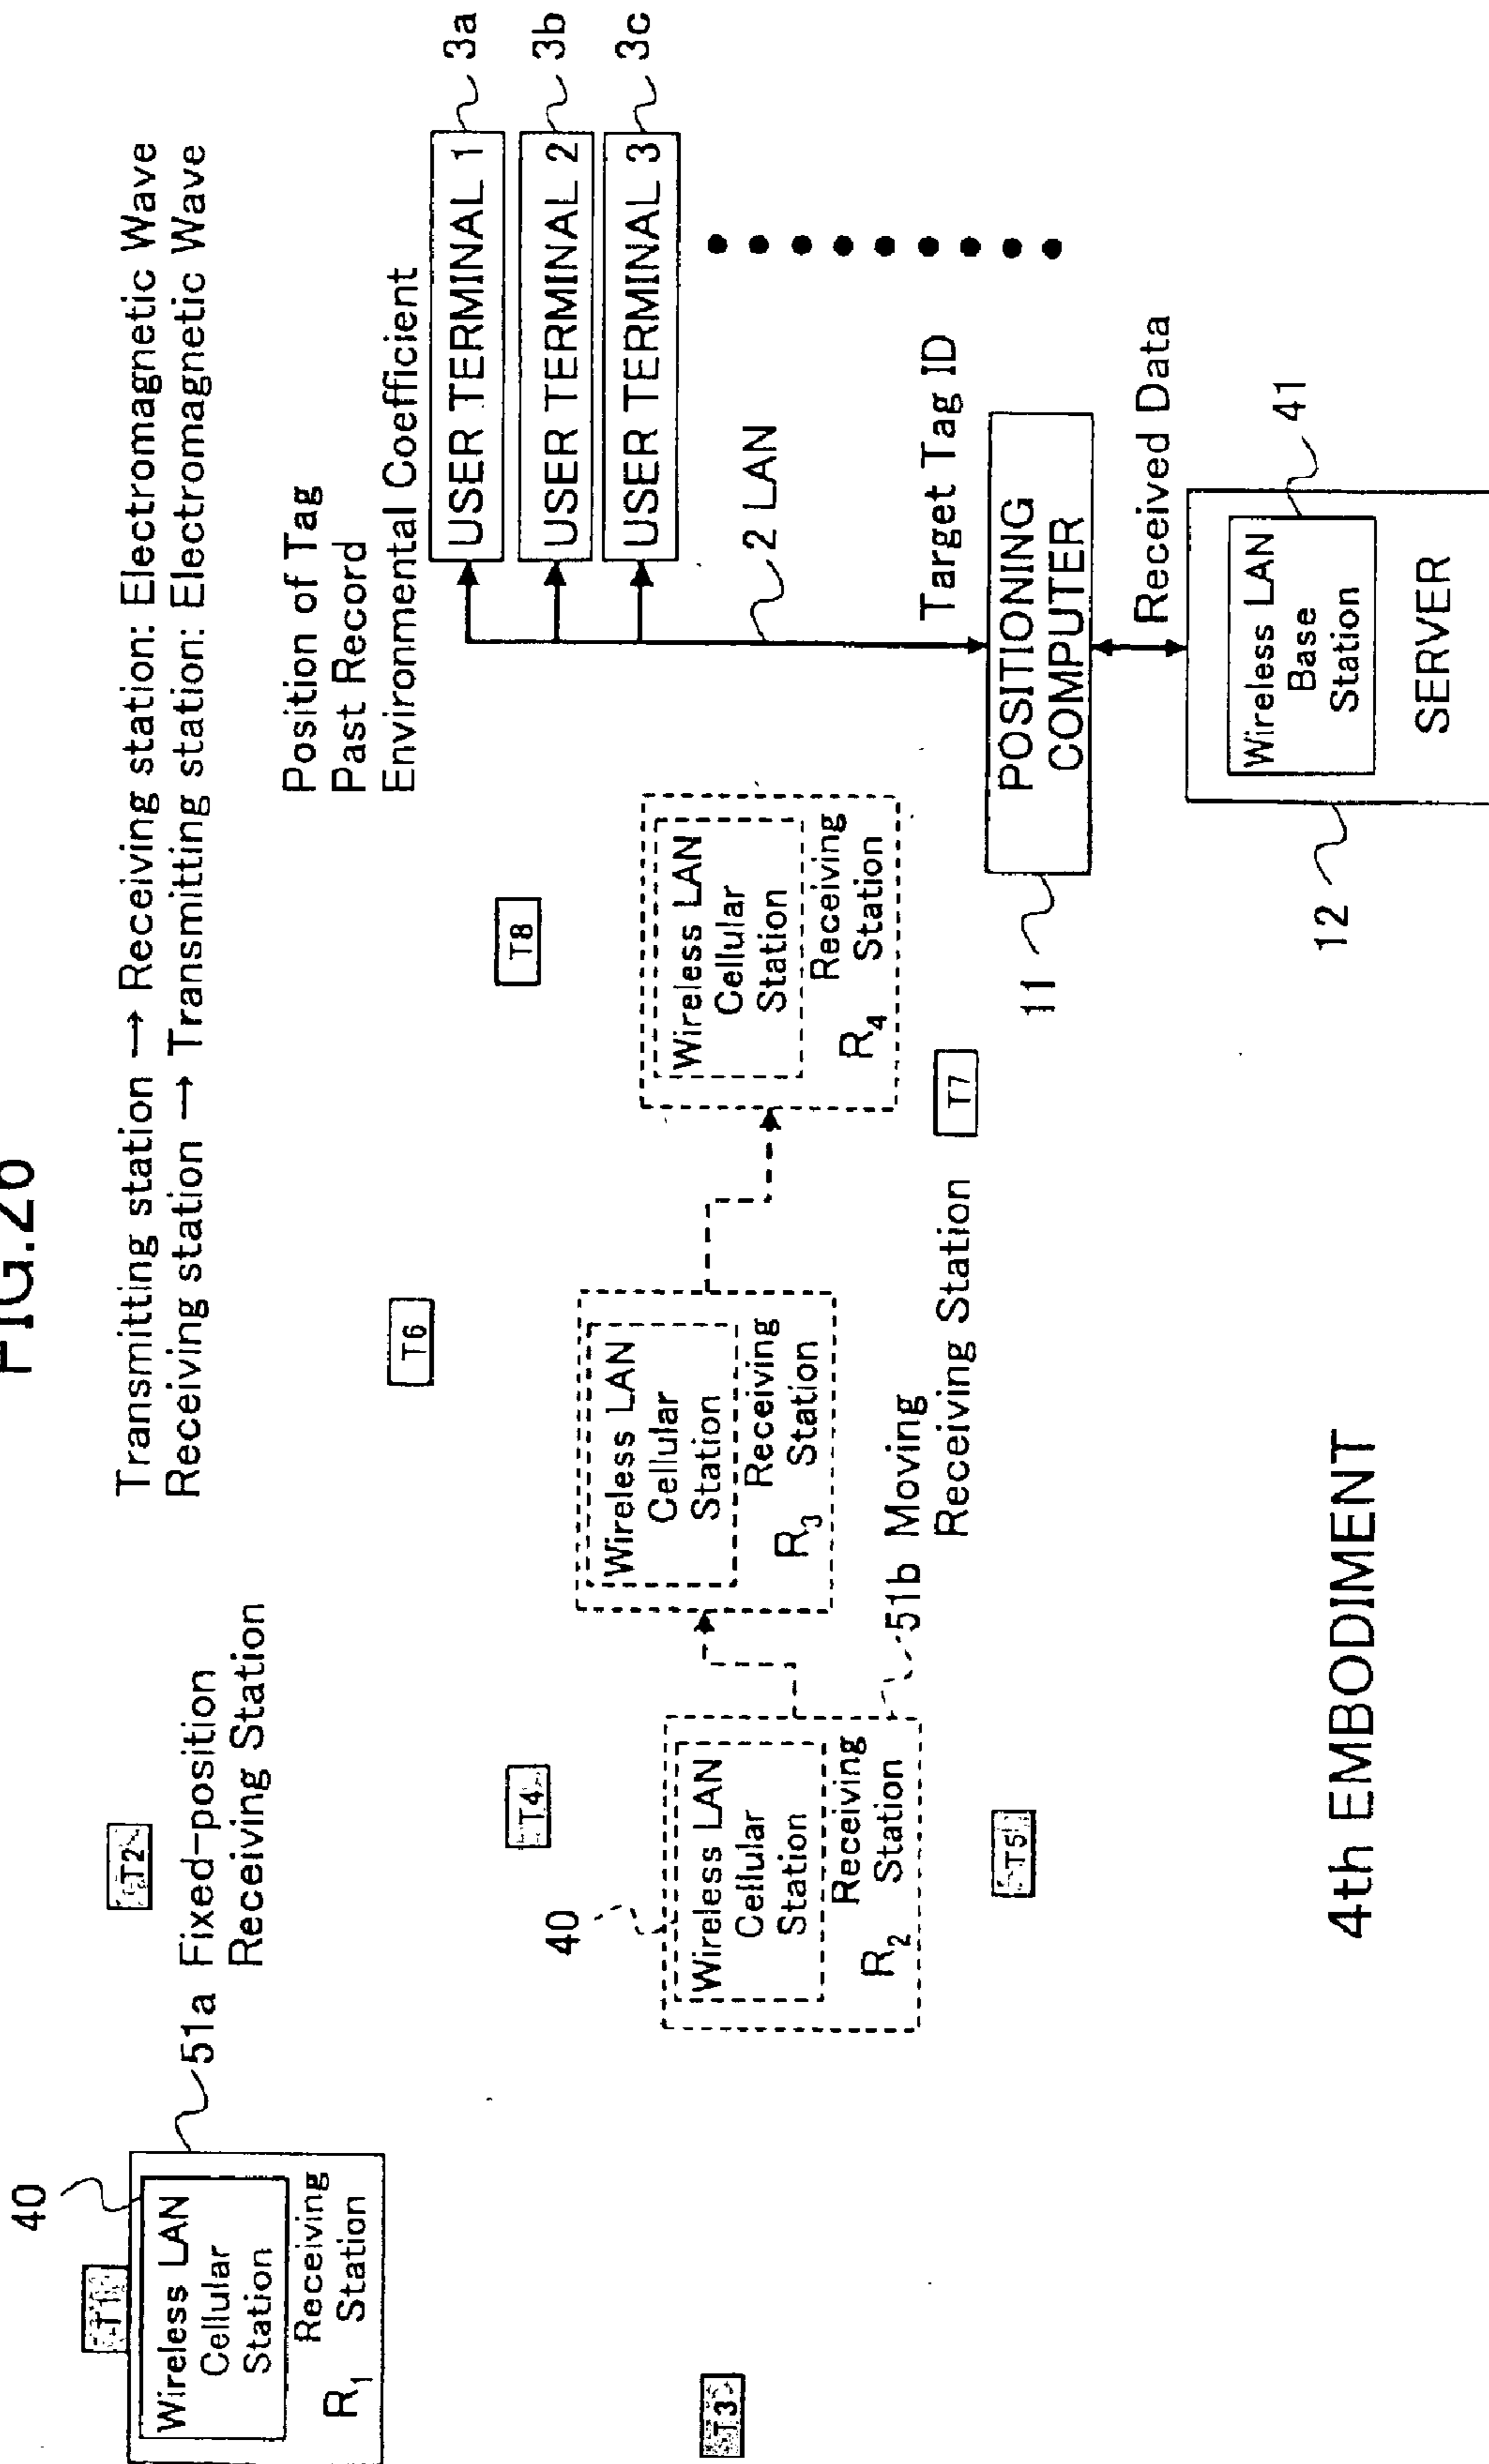 FIG.26
Transmitting station → Receiving station: Electromagnetic Wave
Receiving station → Transmitting station: Electromagnetic Wave
40
T1
Wireless LAN
Cellular
Station
Receiving
R1 Station
51a Fixed-position
Receiving Station
T2
T3
T4
T5
40
Wireless LAN
Cellular
Station
Receiving
R2 Station
51b Moving
Receiving Station
T6
Wireless LAN
Cellular
Station
Receiving
R3 Station
T7
T8
Wireless LAN
Cellular
Station
Receiving
R4 Station
Position of Tag
Past Record
Environmental Coefficient
USER TERMINAL 1
3a
USER TERMINAL 2
3b
USER TERMINAL 3
3c
2 LAN
Target Tag ID
POSITIONING
COMPUTER
11
Received Data
Wireless LAN
Base
Station
41
SERVER
12
4th EMBODIMENT